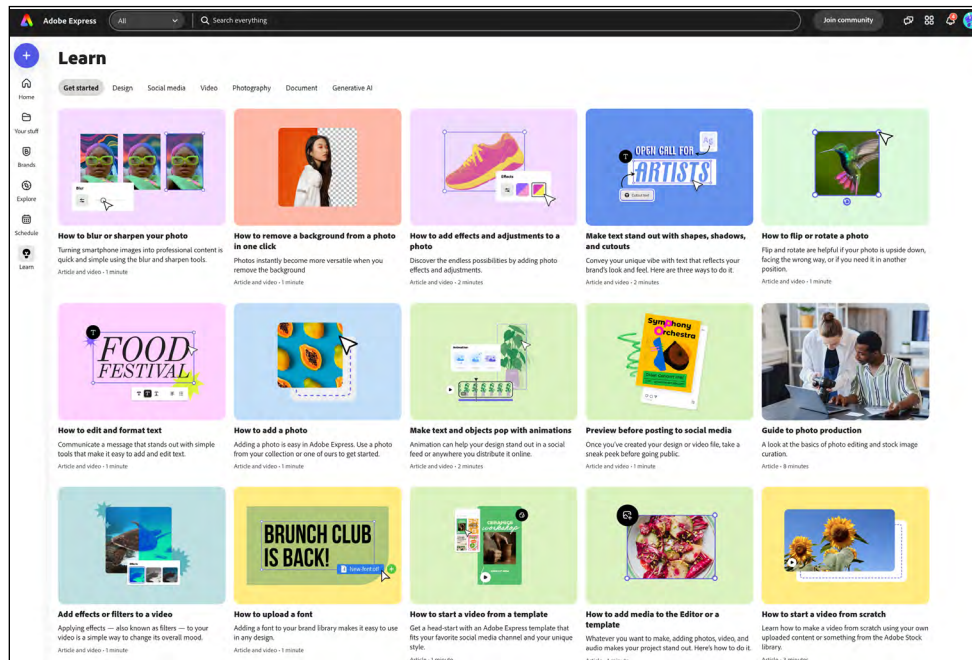 Adobe Express
All
Search everything
Join community
Learn
Home
Your stuff
Brands
Explore
Schedule
Learn
Get started Design Social media Video Photography Document Generative AI
Blur
How to blur or sharpen your photo
Turning smartphone images into professional content is
quick and simple using the blur and sharpen tools.
Article and video • 1 minute
How to remove a background from a photo
in one click
Photos instantly become more versatile when you
remove the background
Article and video • 1 minute
Effects
How to add effects and adjustments to a
photo
Discover the endless possibilities by adding photo
effects and adjustments.
Article and video • 2 minutes
Ag
T
OPEN CALL FOR
ARTISTS
Make text stand out with shapes, shadows,
and cutouts
Convey your unique vibe with text that reflects your
brand's look and feel. Here are three ways to do it.
Article and video • 2 minutes
How to flip or rotate a photo
Flip and rotate are helpful if your photo is upside down,
facing the wrong way, or if you need it in another
position.
Article and video • 1 minute
T
FOOD
FESTIVAL
T T T
How to edit and format text
Communicate a message that stands out with simple
tools that make it easy to add and edit text.
Article and video • 1 minute
How to add a photo
Adding a photo is easy in Adobe Express. Use a photo
from your collection or one of ours to get started.
Article and video • 1 minute
Animation
Make text and objects pop with animations
Animation can help your design stand out in a social
feed or anywhere you distribute it online.
Article and video • 2 minutes
Symphony
Orchestra
Preview before posting to social media
Once you've created your design or video file, take a
sneak peek before going public.
Article and video • 1 minute
Guide to photo production
A look at the basics of photo editing and stock image
curation.
Article • 8 minutes
Add effects or filters to a video
Applying effects — also known as filters — to your
video is a simple way to change its overall mood.
Article and video • 1 minute
BRUNCH CLUB
IS BACK!
New font.otf
How to upload a font
Adding a font to your brand library makes it easy to use
in any design.
Article and video • 1 minute
ceramics
workshop
How to start a video from a template
Get a head-start with an Express template that
fits your favorite social media channel and your unique
style.
Article • 1 minute
How to add media to the Editor or a
template
Whatever you want to make, adding photos, video, and
audio makes your project stand out. Here's how to do it.
How to start a video from scratch
Learn how to make a video from scratch using your own
uploaded content or something from the Adobe Stock
library.